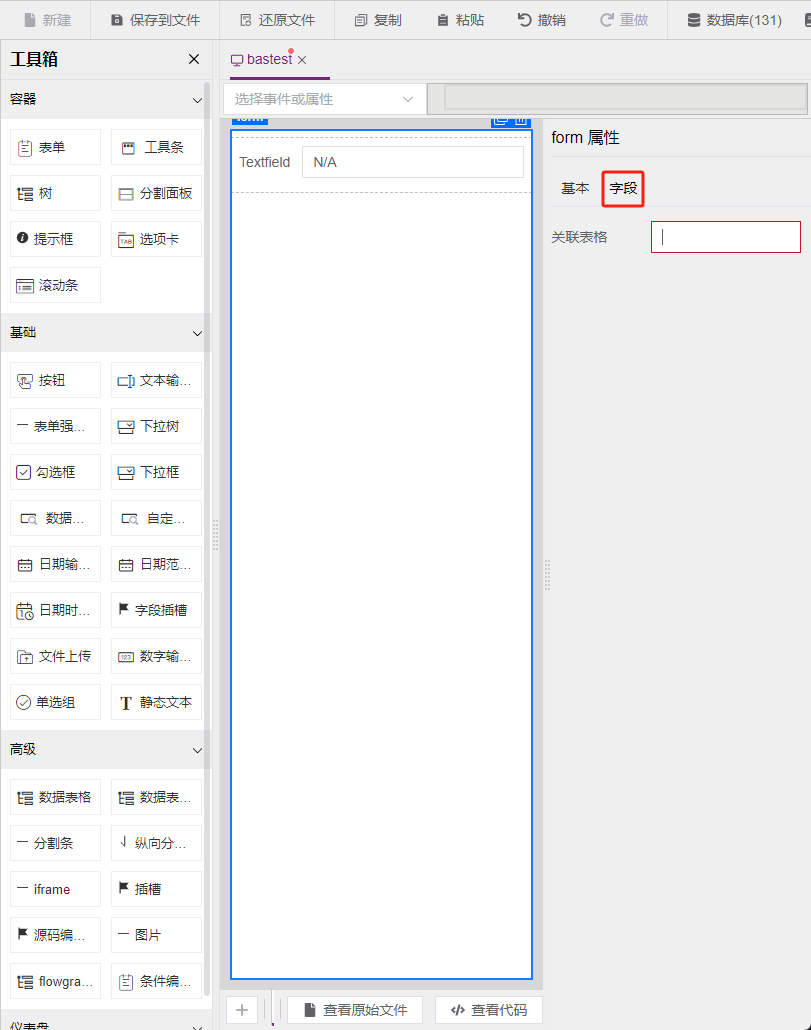 新建 保存到文件 还原文件 复制 粘贴 撤销 重做 数据库(131)
工具箱
容器
表单 工具条
树 分割面板
提示框 选项卡
滚动条
基础
按钮 文本输...
表单强... 下拉树
勾选框 下拉框
数据... 自定...
日期输... 日期范...
日期时... 字段插槽
文件上传 数字输...
单选组 静态文本
高级
数据表格 数据表...
分割条 纵向分...
iframe 插槽
源码编... 图片
flowgra... 条件编...
仪表盘
bastest
选择事件或属性
form
Textfield N/A
查看原始文件 查看代码
form 属性
基本 字段
关联表格